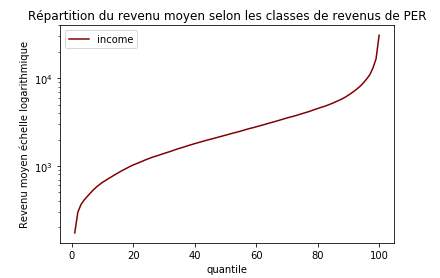 Répartition du revenu moyen selon les classes de revenus de PER
income
Revenu moyen échelle logarithmique
10⁴
10³
0 20 40 60 80 100
quantile